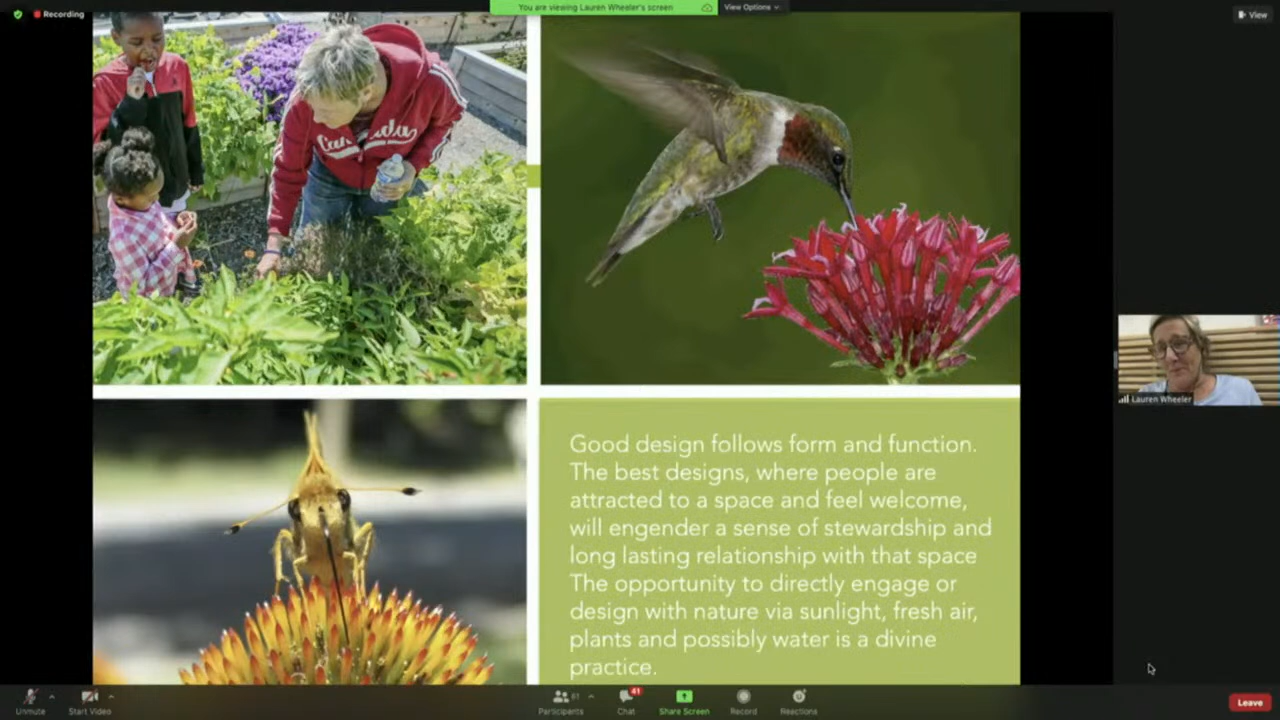 Recording
You are viewing Lauren Wheeler's screen
View Options
View
Canada
Lauren Wheeler
Good design follows form and function.
The best designs, where people are
attracted to a space and feel welcome,
will engender a sense of stewardship and
long lasting relationship with that space
The opportunity to directly engage or
design with nature via sunlight, fresh air,
plants and possibly water is a divine
practice.
Unmute
Start Video
Participants
61
Chat
41
Share Screen
Record
Reactions
Leave